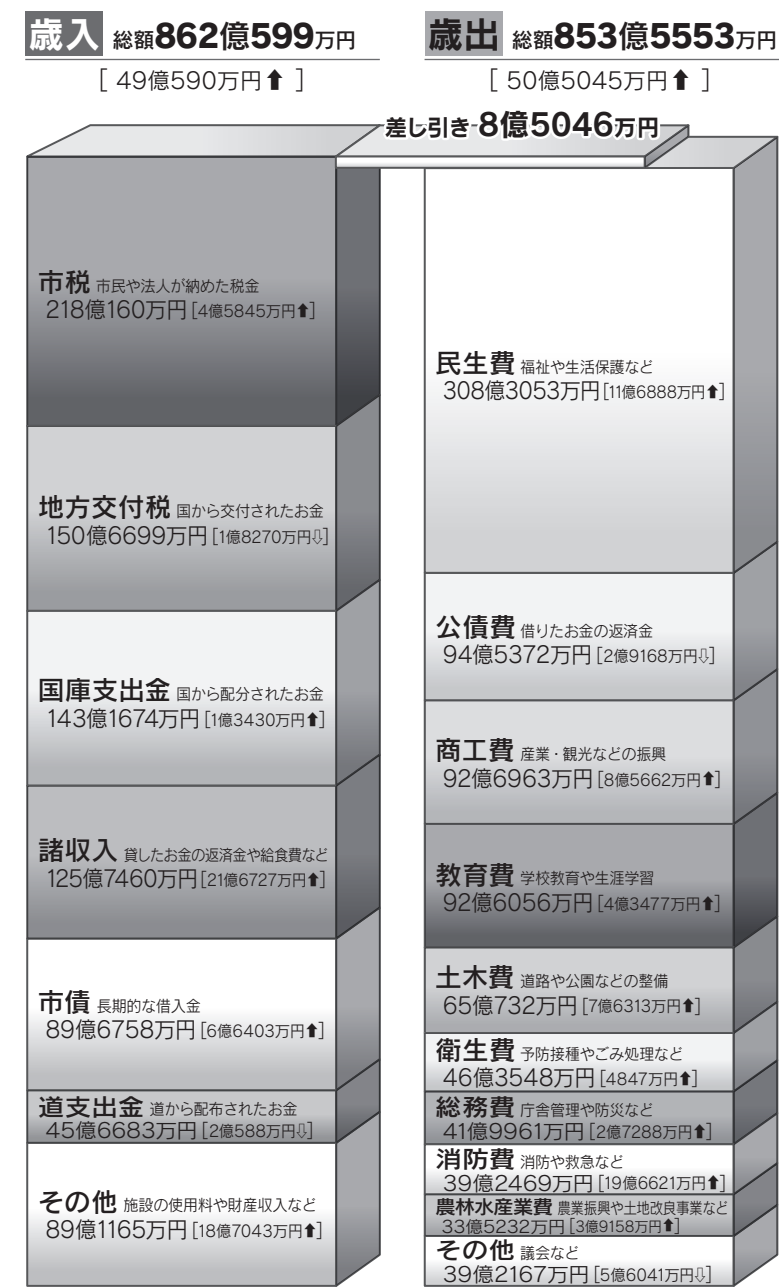 歳入 総額862億599万円
[ 49億590万円⬆ ]
歳出 総額853億5553万円
[ 50億5045万円⬆ ]
差し引き 8億5046万円
市税 市民や法人が納めた税金
218億160万円[4億5845万円⬆]
地方交付税 国から交付されたお金
150億6699万円[1億8270万円⇩]
国庫支出金 国から配分されたお金
143億1674万円[1億3430万円⬆]
諸収入 貸したお金の返済金や給食費など
125億7460万円[21億6727万円⬆]
市債 長期的な借入金
89億6758万円[6億6403万円⬆]
道支出金 道から配布されたお金
45億6683万円[2億588万円⇩]
その他 施設の使用料や財産収入など
89億1165万円[18億7043万円⬆]
民生費 福祉や生活保護など
308億3053万円[11億6888万円⬆]
公債費 借りたお金の返済金
94億5372万円[2億9168万円⇩]
商工費 産業・観光などの振興
92億6963万円[8億5662万円⬆]
教育費 学校教育や生涯学習
92億6056万円[4億3477万円⬆]
土木費 道路や公園などの整備
65億732万円[7億6313万円⬆]
衛生費 予防接種やごみ処理など
46億3548万円[4847万円⬆]
総務費 庁舎管理や防災など
41億9961万円[2億7288万円⬆]
消防費 消防や救急など
39億2469万円[19億6621万円⬆]
農林水産業費 農業振興や土地改良事業など
33億5232万円[3億9158万円⬆]
その他 議会など
39億2167万円[5億6041万円⇩]